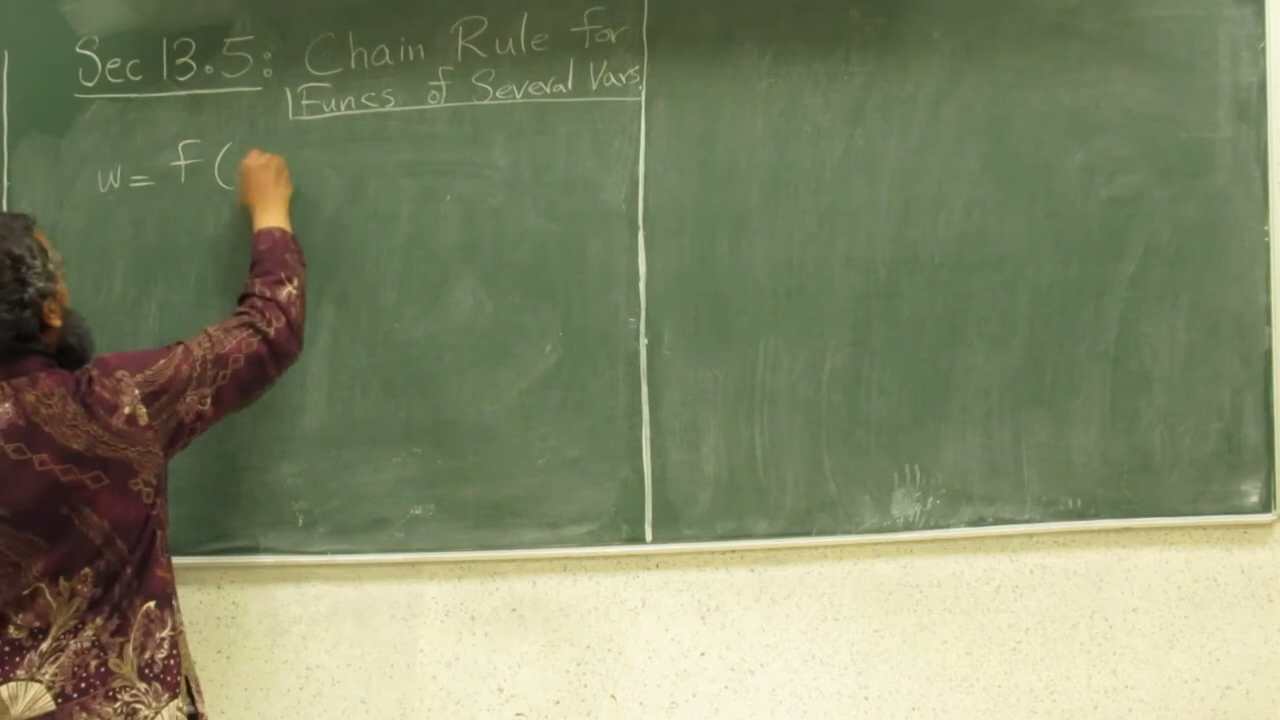 Sec 13.5: Chain Rule for
Funcs of Several Vars.
w = f (